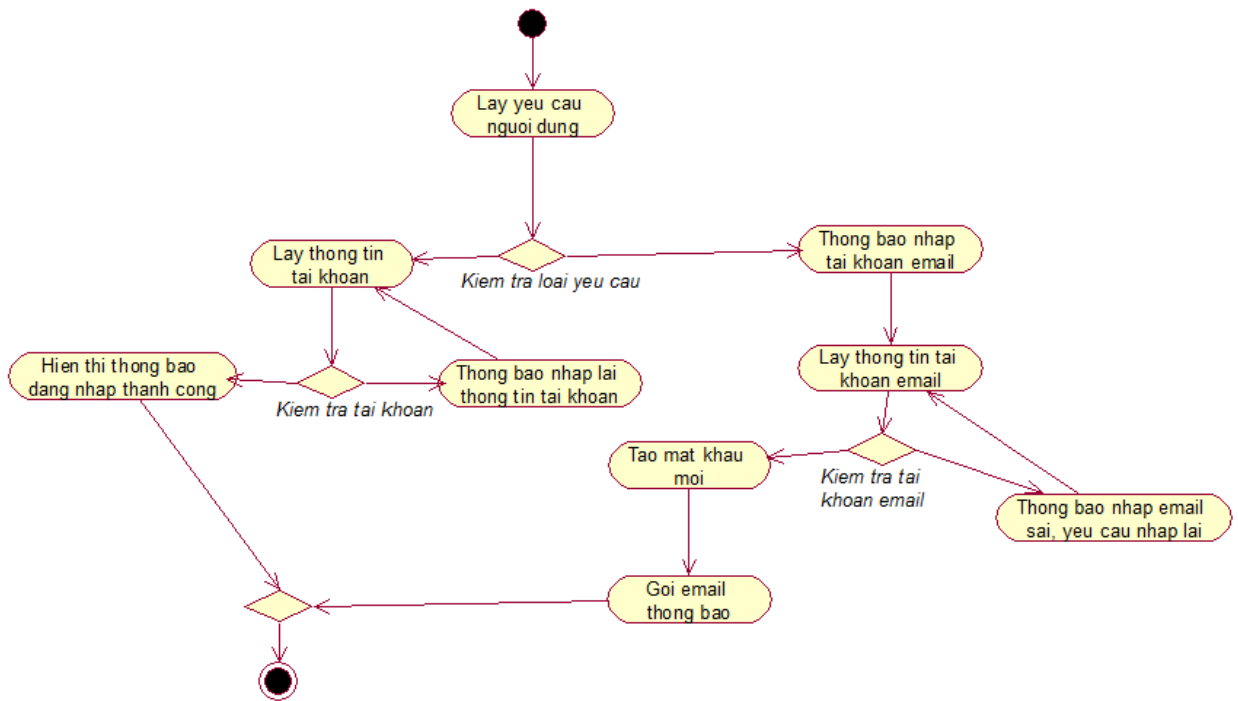 Lay yeu cau
nguoi dung
Lay thong tin
tai khoan
Kiem tra loai yeu cau
Thong bao nhap
tai khoan email
Hien thi thong bao
dang nhap thanh cong
Kiem tra tai khoan
Thong bao nhap lai
thong tin tai khoan
Lay thong tin tai
khoan email
Tao mat khau
moi
Kiem tra tai
khoan email
Thong bao nhap email
sai, yeu cau nhap lai
Goi email
thong bao